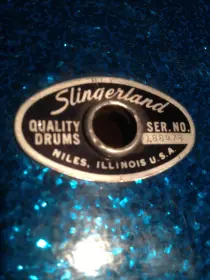 Slingerland
QUALITY DRUMS
SER. NO.
NILES, ILLINOIS U.S.A.